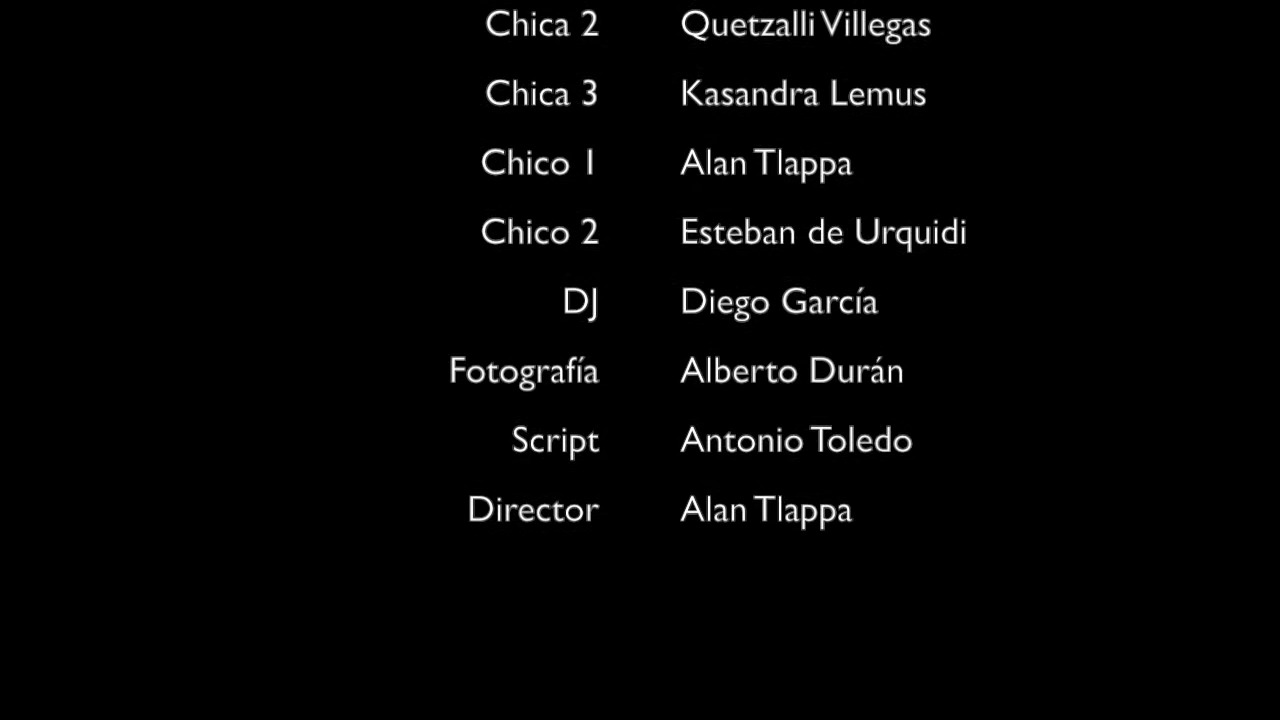 Chica 2 Quetzalli Villegas
Chica 3 Kasandra Lemus
Chico 1 Alan Tlappa
Chico 2 Esteban de Urquidi
DJ Diego García
Fotografía Alberto Durán
Script Antonio Toledo
Director Alan Tlappa